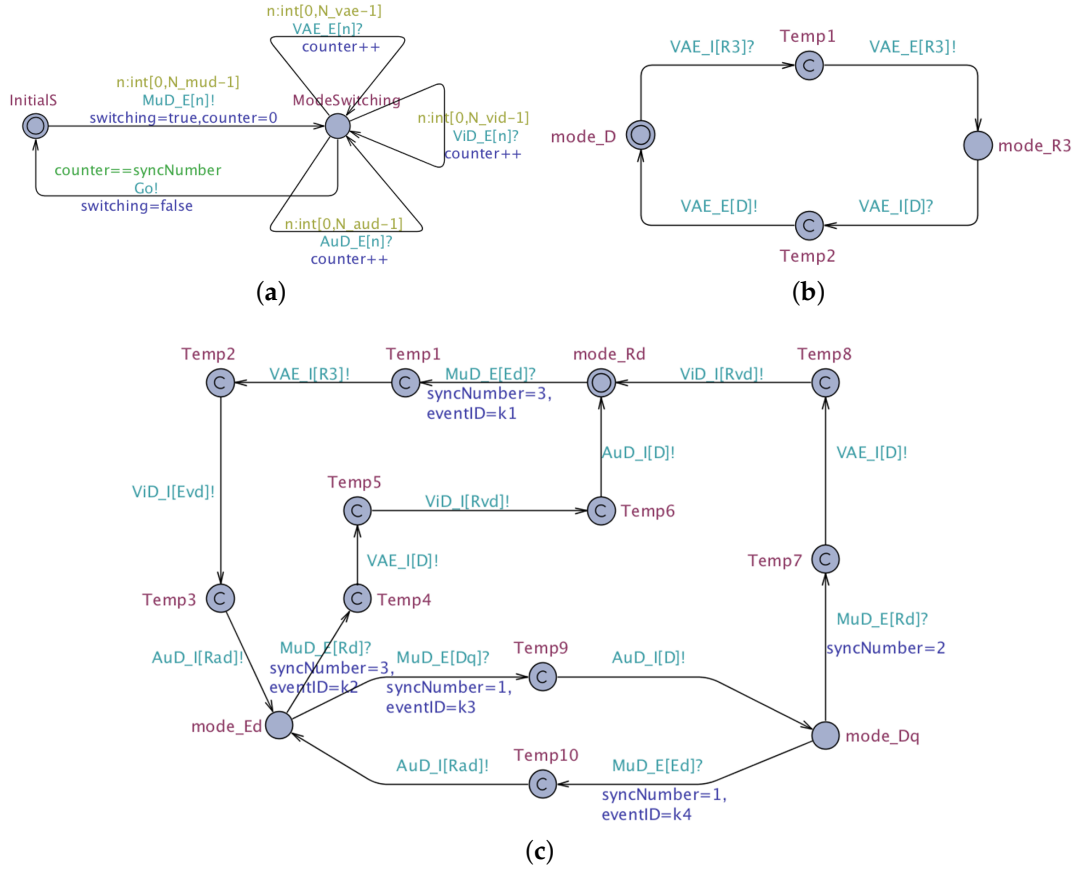 n:int[0,N_vae-1]
VAE_E[n]?
counter++
n:int[0,N_mud-1]
InitialS
MuD_E[n]!
switching=true,counter=0
ModeSwitching
n:int[0,N_vid-1]
ViD_E[n]?
counter++
counter==syncNumber
Go!
switching=false
n:int[0,N_aud-1]
AuD_E[n]?
counter++
(a)
VAE_I[R3]?
Temp1
C
VAE_E[R3]!
mode_D
mode_R3
VAE_E[D]!
C
VAE_I[D]?
Temp2
(b)
Temp2
C
VAE_I[R3]!
Temp1
C
MuD_E[Ed]?
syncNumber=3,
eventID=k1
mode_Rd
ViD_I[Rvd]!
Temp8
C
ViD_I[Evd]!
AuD_I[D]!
VAE_I[D]!
Temp5
C
ViD_I[Rvd]!
C
Temp6
VAE_I[D]!
Temp7
C
Temp3
C
C
Temp4
AuD_I[Rad]!
MuD_E[Rd]?
syncNumber=3,
eventID=k2
MuD_E[Dq]?
syncNumber=1,
eventID=k3
Temp9
C
AuD_I[D]!
MuD_E[Rd]?
syncNumber=2
mode_Ed
mode_Dq
AuD_I[Rad]!
Temp10
C
MuD_E[Ed]?
syncNumber=1,
eventID=k4
(c)